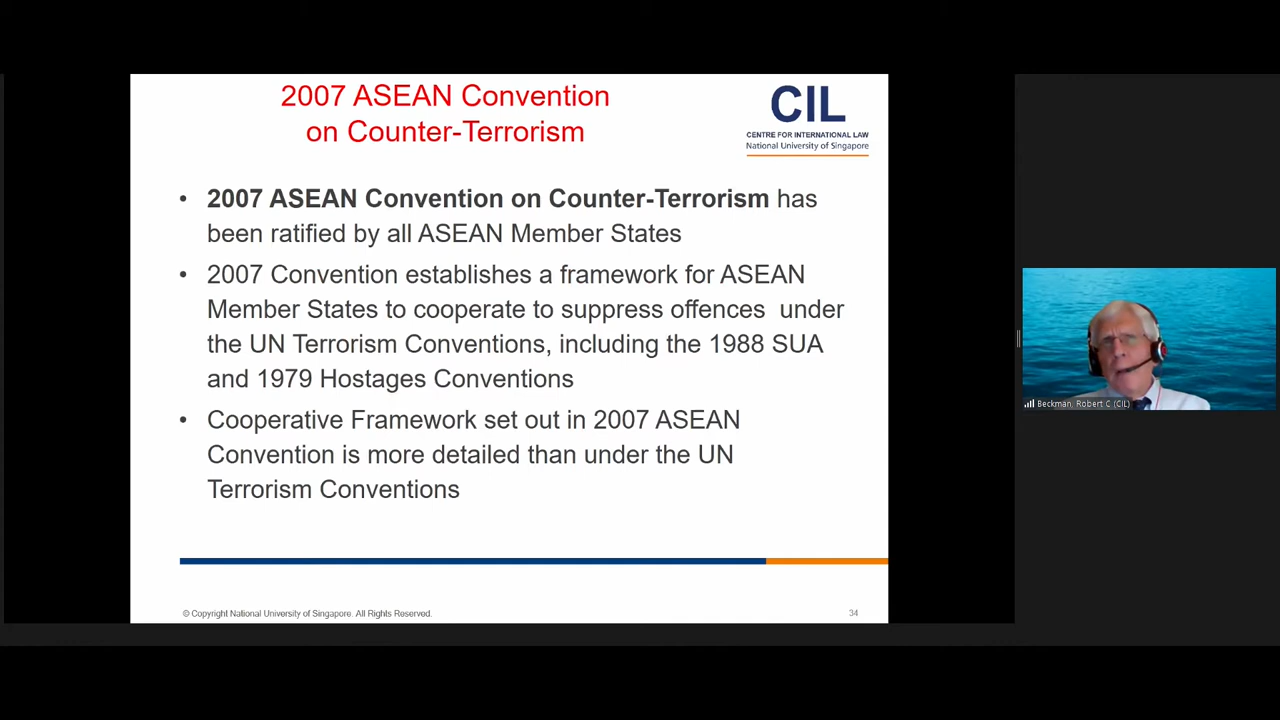 2007 ASEAN Convention
on Counter-Terrorism
CIL
CENTRE FOR INTERNATIONAL LAW
National University of Singapore
• 2007 ASEAN Convention on Counter-Terrorism has
been ratified by all ASEAN Member States
• 2007 Convention establishes a framework for ASEAN
Member States to cooperate to suppress offences under
the UN Terrorism Conventions, including the 1988 SUA
and 1979 Hostages Conventions
• Cooperative Framework set out in 2007 ASEAN
Convention is more detailed than under the UN
Terrorism Conventions
© Copyright National University of Singapore. All Rights Reserved.
34
Beckman, Robert C (CIL)